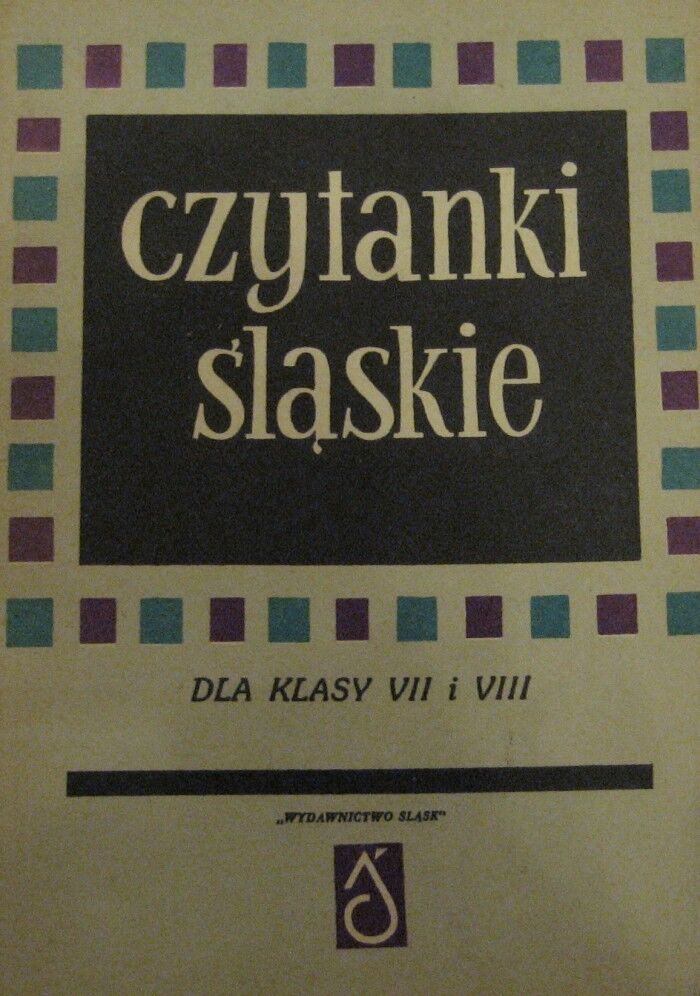 czytanki
śląskie
DLA KLASY VII i VIII
„WYDAWNICTWO ŚLĄSK”